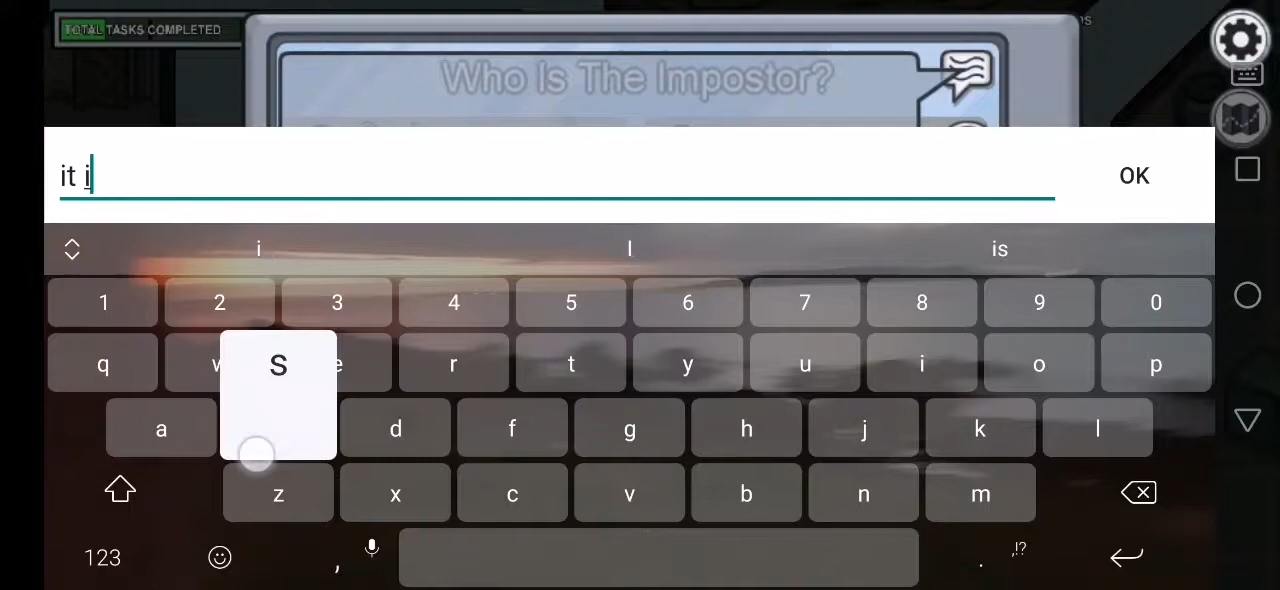 TOTAL TASKS COMPLETED
Who Is The Impostor?
it i
OK
i I is
1 2 3 4 5 6 7 8 9 0
q w e r t y u i o p
a S d f g h j k l
z x c v b n m
123 , . ,!?